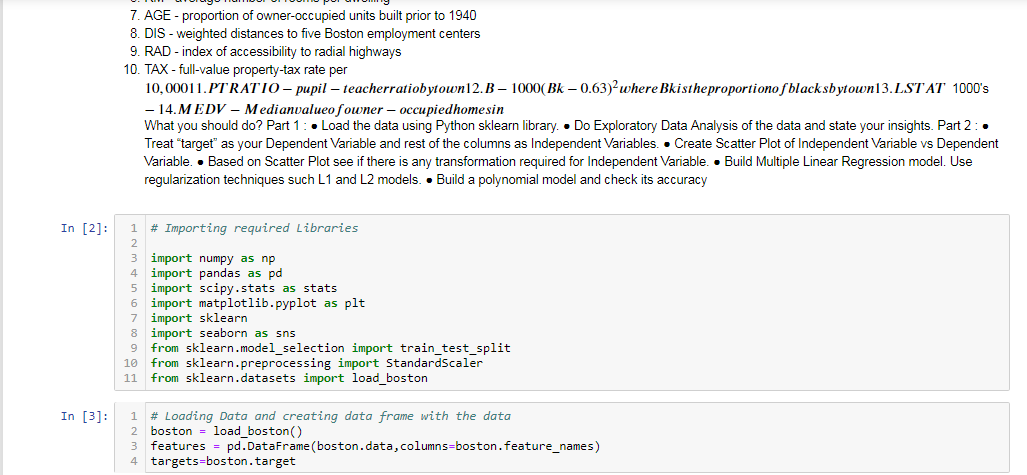 7. AGE - proportion of owner-occupied units built prior to 1940
8. DIS - weighted distances to five Boston employment centers
9. RAD - index of accessibility to radial highways
10. TAX - full-value property-tax rate per
10,00011.PTRATIO − pupil − teacherratiobytown12.B − 1000(Bk − 0.63)²whereBkistheproportionofblacksbytown13.LSTAT 1000's
− 14.MEDV − Medianvalueofowner − occupiedhomesin
What you should do? Part 1 : • Load the data using Python sklearn library. • Do Exploratory Data Analysis of the data and state your insights. Part 2 : •
Treat "target" as your Dependent Variable and rest of the columns as Independent Variables. • Create Scatter Plot of Independent Variable vs Dependent
Variable. • Based on Scatter Plot see if there is any transformation required for Independent Variable. • Build Multiple Linear Regression model. Use
regularization techniques such L1 and L2 models. • Build a polynomial model and check its accuracy
In [2]:
1 # Importing required Libraries
2
3 import numpy as np
4 import pandas as pd
5 import scipy.stats as stats
6 import matplotlib.pyplot as plt
7 import sklearn
8 import seaborn as sns
9 from sklearn.model_selection import train_test_split
10 from sklearn.preprocessing import StandardScaler
11 from sklearn.datasets import load_boston
In [3]:
1 # Loading Data and creating data frame with the data
2 boston = load_boston()
3 features = pd.DataFrame(boston.data,columns=boston.feature_names)
4 targets=boston.target